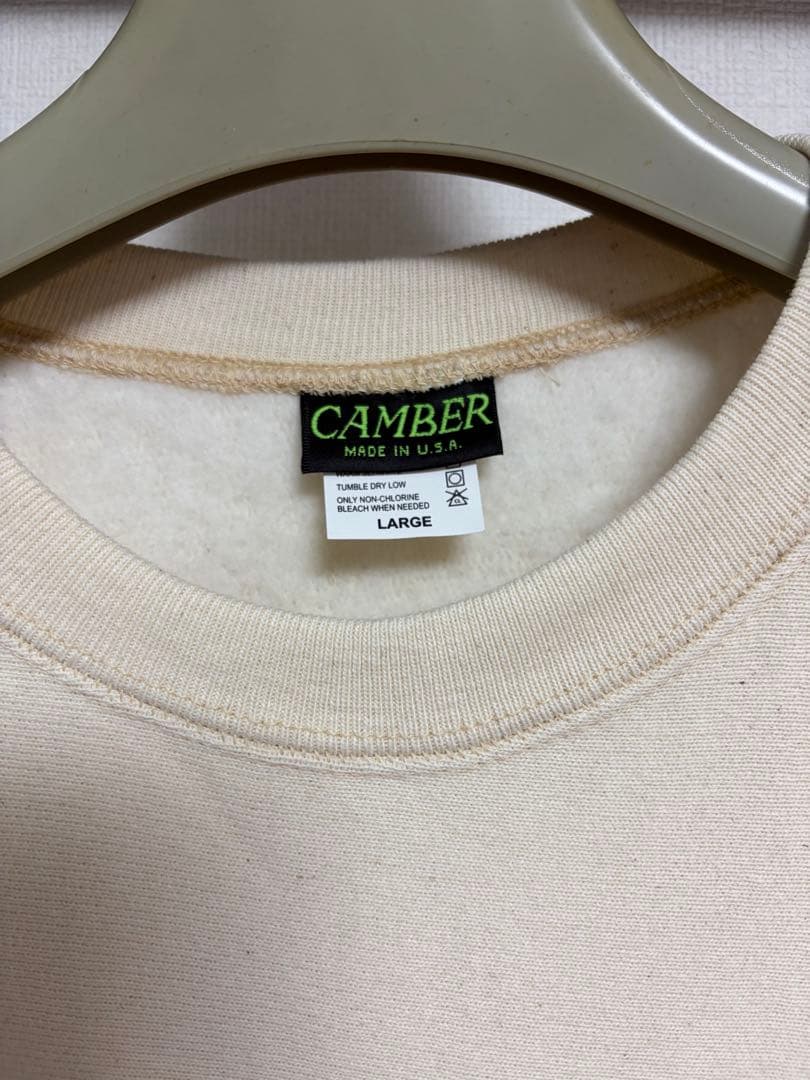 CAMBER
MADE IN U.S.A.
TUMBLE DRY LOW
ONLY NON-CHLORINE
BLEACH WHEN NEEDED
LARGE